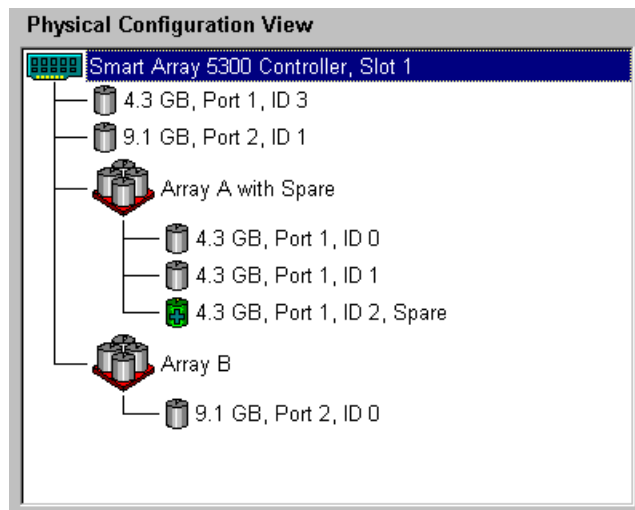 Physical Configuration View
Smart Array 5300 Controller, Slot 1
4.3 GB, Port 1, ID 3
9.1 GB, Port 2, ID 1
Array A with Spare
4.3 GB, Port 1, ID 0
4.3 GB, Port 1, ID 1
4.3 GB, Port 1, ID 2, Spare
Array B
9.1 GB, Port 2, ID 0